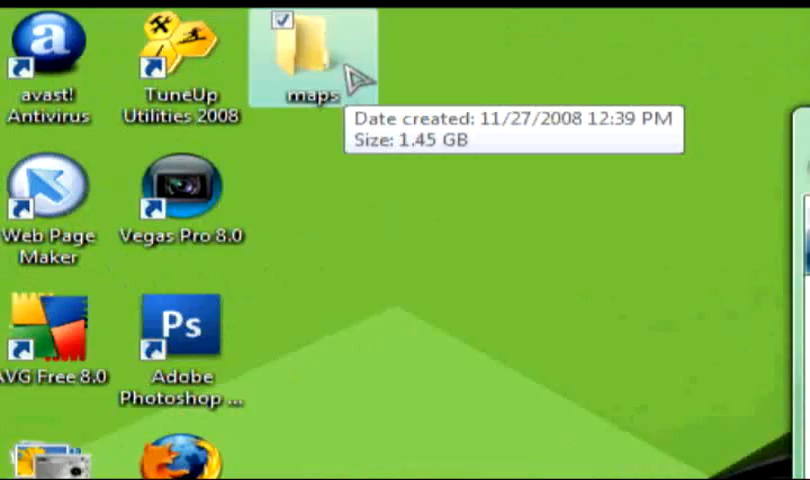 avast!
Antivirus
TuneUp
Utilities 2008
maps
Date created: 11/27/2008 12:39 PM
Size: 1.45 GB
Web Page
Maker
Vegas Pro 8.0
AVG Free 8.0
Ps
Adobe
Photoshop ...